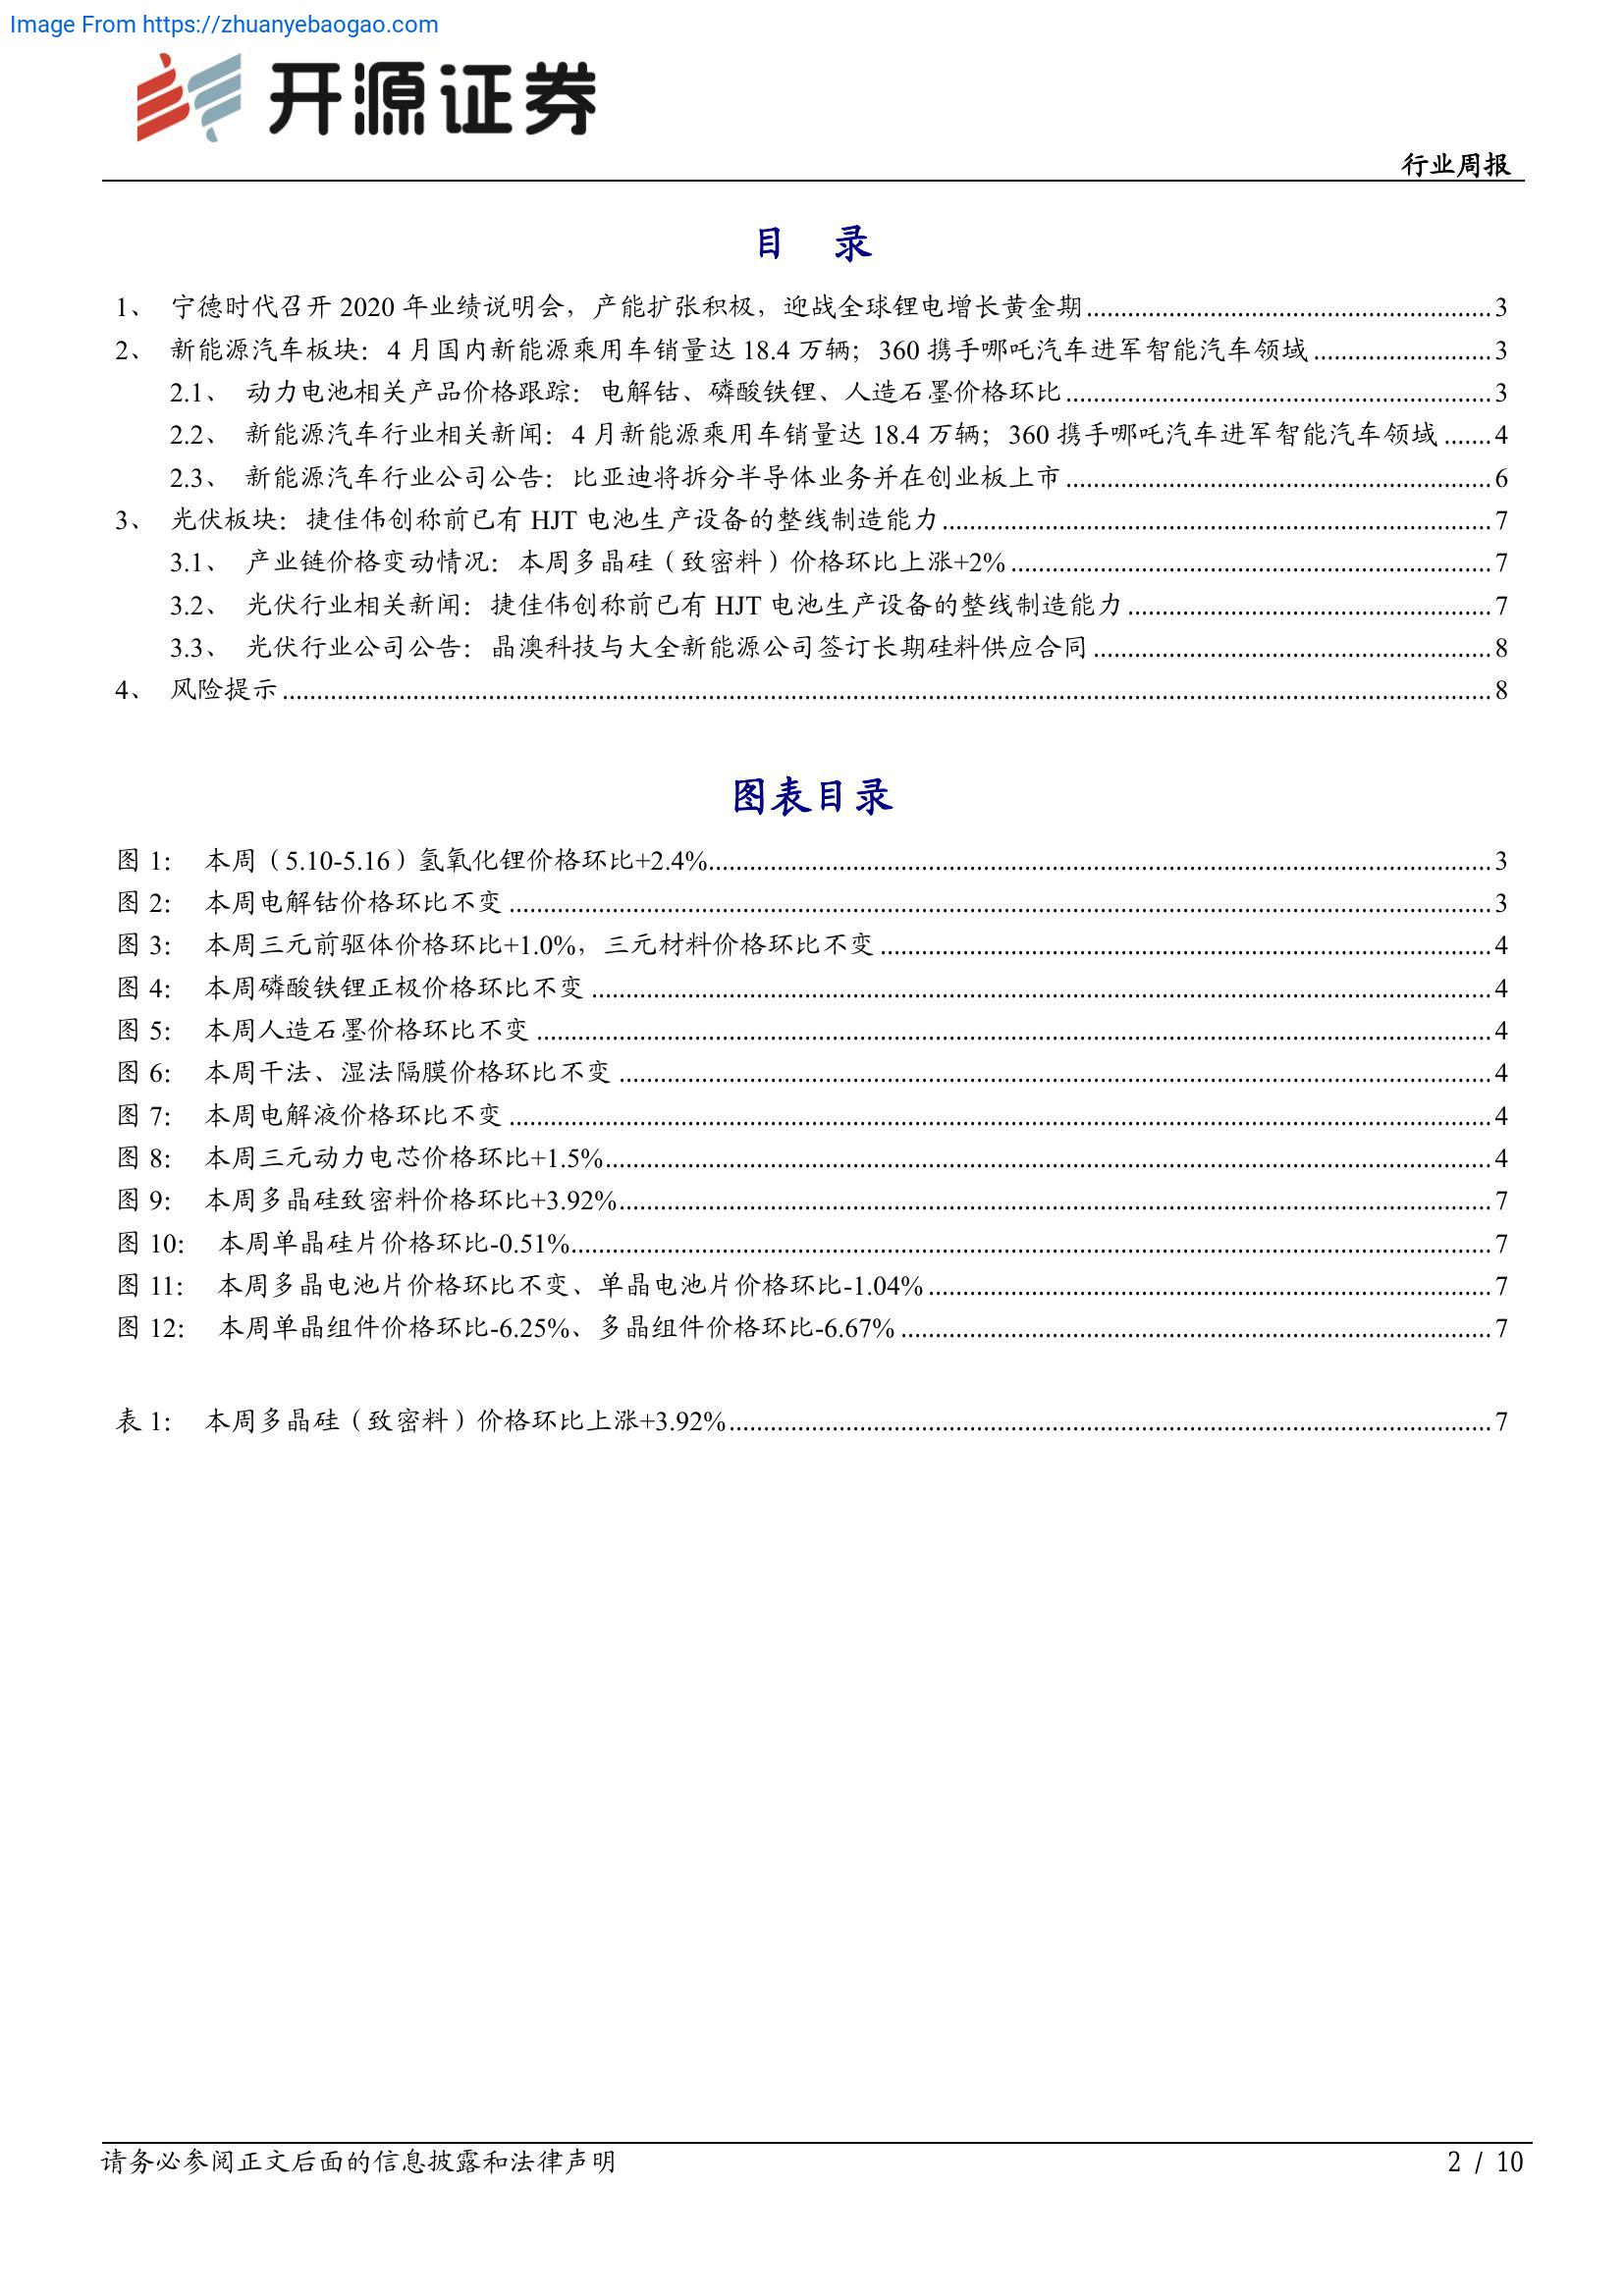 Image From https://zhuanyebaogao.com
开源证券
行业周报
目 录
1、 宁德时代召开 2020 年业绩说明会，产能扩张积极，迎战全球锂电增长黄金期 3
2、 新能源汽车板块：4 月国内新能源乘用车销量达 18.4 万辆；360 携手哪吒汽车进军智能汽车领域 3
2.1、 动力电池相关产品价格跟踪：电解钴、磷酸铁锂、人造石墨价格环比 3
2.2、 新能源汽车行业相关新闻：4 月新能源乘用车销量达 18.4 万辆；360 携手哪吒汽车进军智能汽车领域 4
2.3、 新能源汽车行业公司公告：比亚迪将拆分半导体业务并在创业板上市 6
3、 光伏板块：捷佳伟创称前已有 HJT 电池生产设备的整线制造能力 7
3.1、 产业链价格变动情况：本周多晶硅（致密料）价格环比上涨+2% 7
3.2、 光伏行业相关新闻：捷佳伟创称前已有 HJT 电池生产设备的整线制造能力 7
3.3、 光伏行业公司公告：晶澳科技与大全新能源公司签订长期硅料供应合同 8
4、 风险提示 8
图表目录
图 1： 本周（5.10-5.16）氢氧化锂价格环比+2.4% 3
图 2： 本周电解钴价格环比不变 3
图 3： 本周三元前驱体价格环比+1.0%，三元材料价格环比不变 4
图 4： 本周磷酸铁锂正极价格环比不变 4
图 5： 本周人造石墨价格环比不变 4
图 6： 本周干法、湿法隔膜价格环比不变 4
图 7： 本周电解液价格环比不变 4
图 8： 本周三元动力电芯价格环比+1.5% 4
图 9： 本周多晶硅致密料价格环比+3.92% 7
图 10： 本周单晶硅片价格环比-0.51% 7
图 11： 本周多晶电池片价格环比不变、单晶电池片价格环比-1.04% 7
图 12： 本周单晶组件价格环比-6.25%、多晶组件价格环比-6.67% 7
表 1： 本周多晶硅（致密料）价格环比上涨+3.92% 7
请务必参阅正文后面的信息披露和法律声明
2 / 10